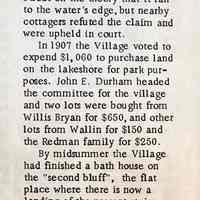 to the water's edge, but nearby
cottagers refuted the claim and
were upheld in court.
In 1907 the Village voted to
expend $1,060 to purchase land
on the lakeshore for park pur-
poses. John E. Durham headed
the committee for the village
and two lots were bought from
Willis Bryan for $650, and other
lots from Wallin for $150 and
the Redman family for $250.
By midsummer the Village
had finished a bath house on
the "second bluff", the flat
place where there is now a